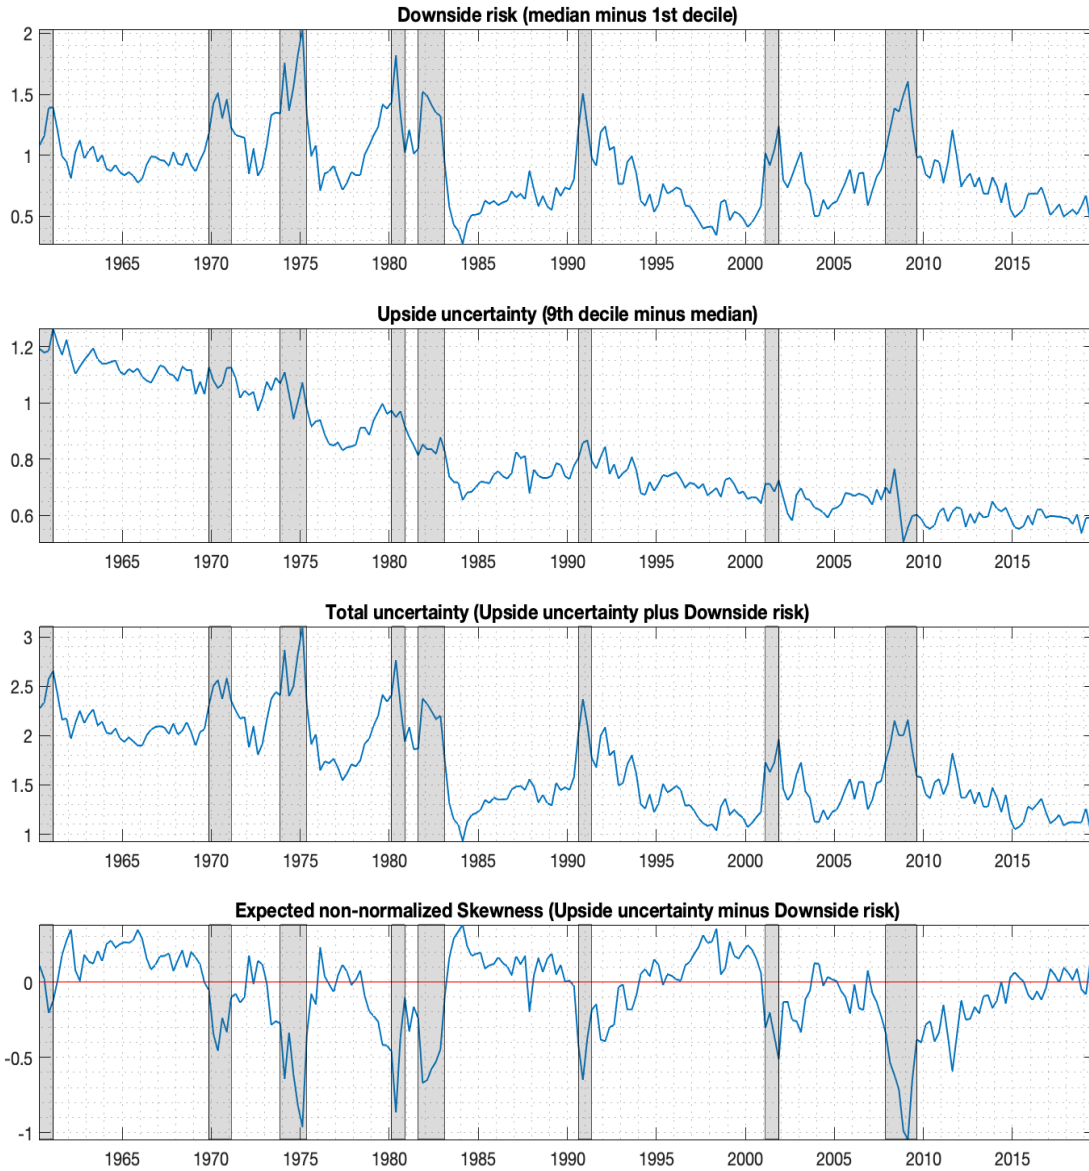 Downside risk (median minus 1st decile)
2
1.5
1
0.5
1965 1970 1975 1980 1985 1990 1995 2000 2005 2010 2015
Upside uncertainty (9th decile minus median)
1.2
1
0.8
0.6
1965 1970 1975 1980 1985 1990 1995 2000 2005 2010 2015
Total uncertainty (Upside uncertainty plus Downside risk)
3
2.5
2
1.5
1
1965 1970 1975 1980 1985 1990 1995 2000 2005 2010 2015
Expected non-normalized Skewness (Upside uncertainty minus Downside risk)
0
-0.5
-1
1965 1970 1975 1980 1985 1990 1995 2000 2005 2010 2015